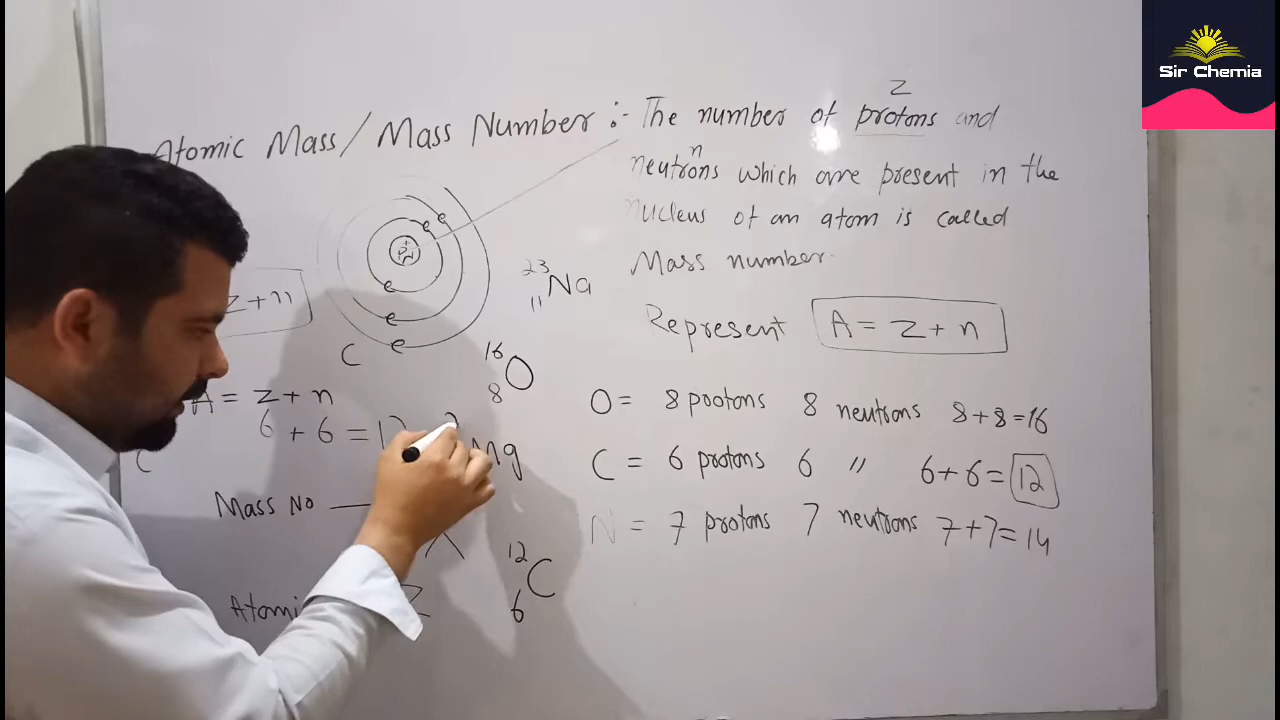 Sir Chemia
Atomic Mass/Mass Number :- The number of protons and
Z
neutrons which are present in the
n
nucleus of an atom is called
Mass number.
Represent A = Z + n
O = 8 pootons 8 neutrons 8+8=16
C = 6 protons 6 " 6+6=12
N = 7 protons 7 neutrons 7+7=14
e e
e
e
e
C
23
11 Na
16
8 O
Z + n
A = Z + n
6 + 6 =
Mg
Mass No
X
Z
12
6 C
C